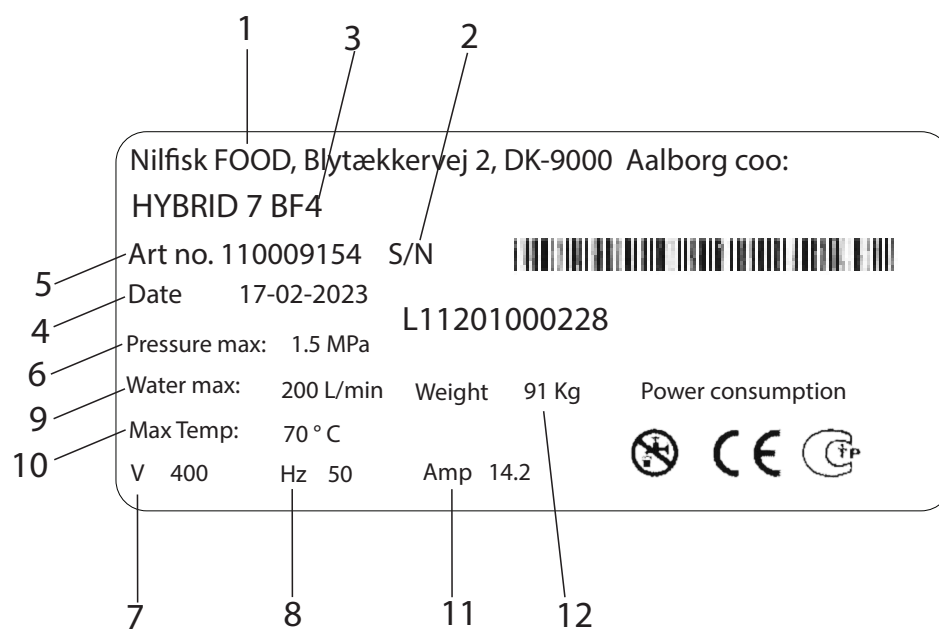 1
3
2
Nilfisk FOOD, Blytækkervej 2, DK-9000 Aalborg coo:
HYBRID 7 BF4
5 Art no. 110009154 S/N
4 Date 17-02-2023
L11201000228
6 Pressure max: 1.5 MPa
9 Water max: 200 L/min Weight 91 Kg Power consumption
10 Max Temp: 70 ° C
CE
C TP
V 400 Hz 50 Amp 14.2
7 8 11 12